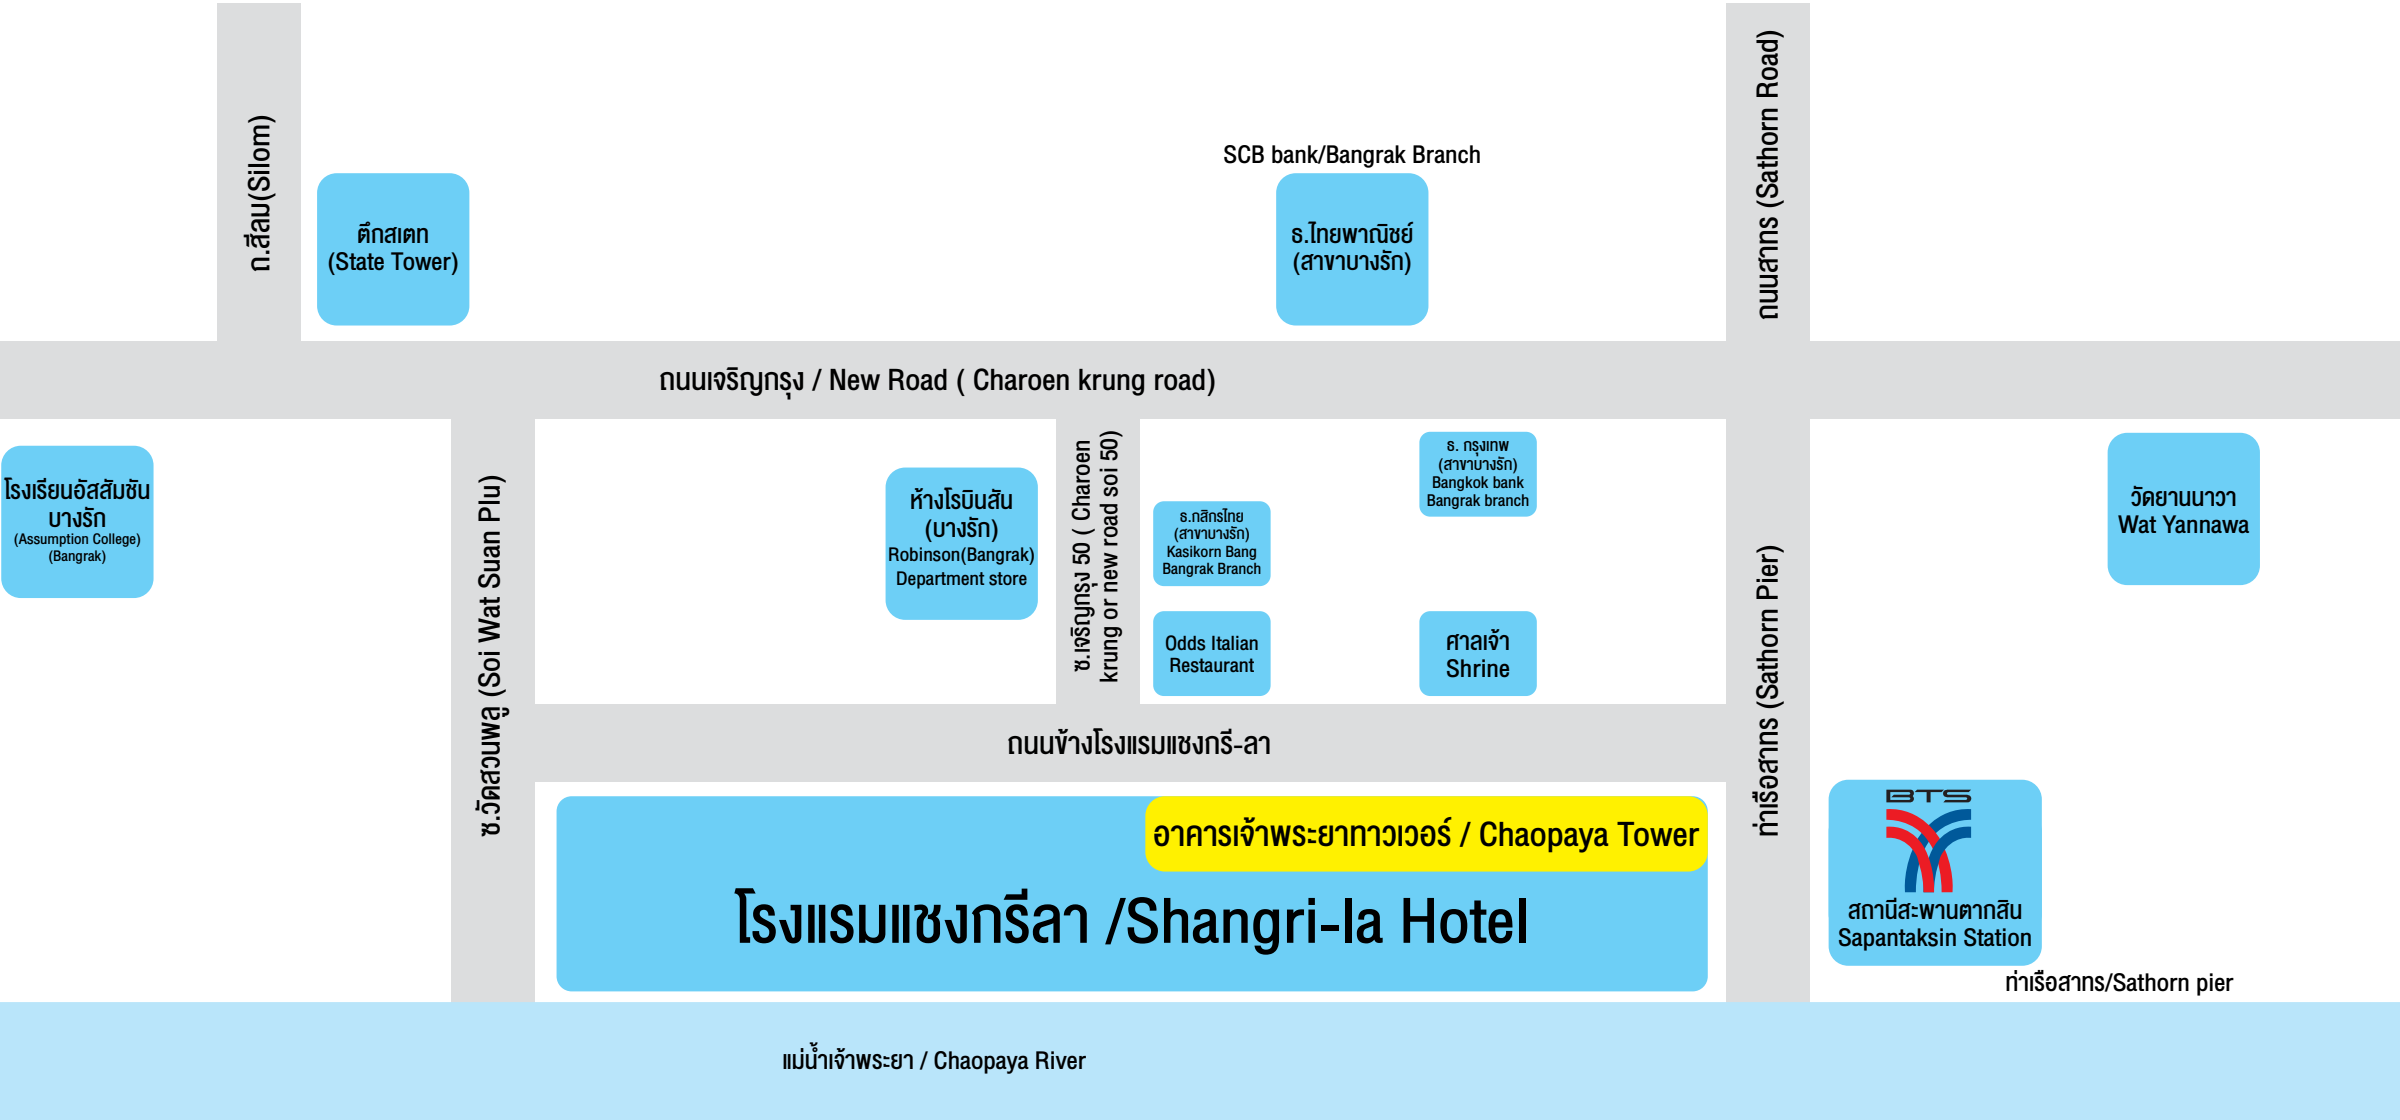 ถ.สีลม(Silom)
ตึกสเตท
(State Tower)
SCB bank/Bangrak Branch
ธ.ไทยพาณิชย์
(สาขาบางรัก)
ถนนสาทร (Sathorn Road)
ถนนเจริญกรุง / New Road ( Charoen krung road)
โรงเรียนอัสสัมชัน
บางรัก
(Assumption College)
(Bangrak)
ซ.วัดสวนพลู (Soi Wat Suan Plu)
ห้างโรบินสัน
(บางรัก)
Robinson(Bangrak)
Department store
ซ.เจริญกรุง 50 ( Charoen
krung or new road soi 50)
ธ.กสิกรไทย
(สาขาบางรัก)
Kasikorn Bang
Bangrak Branch
ธ. กรุงเทพ
(สาขาบางรัก)
Bangkok bank
Bangrak branch
Odds Italian
Restaurant
ศาลเจ้า
Shrine
ท่าเรือสาทร (Sathorn Pier)
วัดยานนาวา
Wat Yannawa
ถนนข้างโรงแรมแชงกรี-ลา
อาคารเจ้าพระยาทาวเวอร์ / Chaopaya Tower
โรงแรมแชงกรีลา /Shangri-la Hotel
BTS
สถานีสะพานตากสิน
Sapantaksin Station
ท่าเรือสาทร/Sathorn pier
แม่น้ำเจ้าพระยา / Chaopaya River